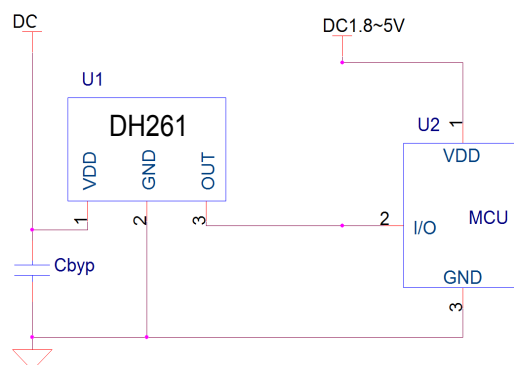 DC
DC1.8~5V
U1
DH261
VDD
GND
OUT
1
2
3
U2
1
VDD
2
I/O
MCU
GND
3
Cbyp